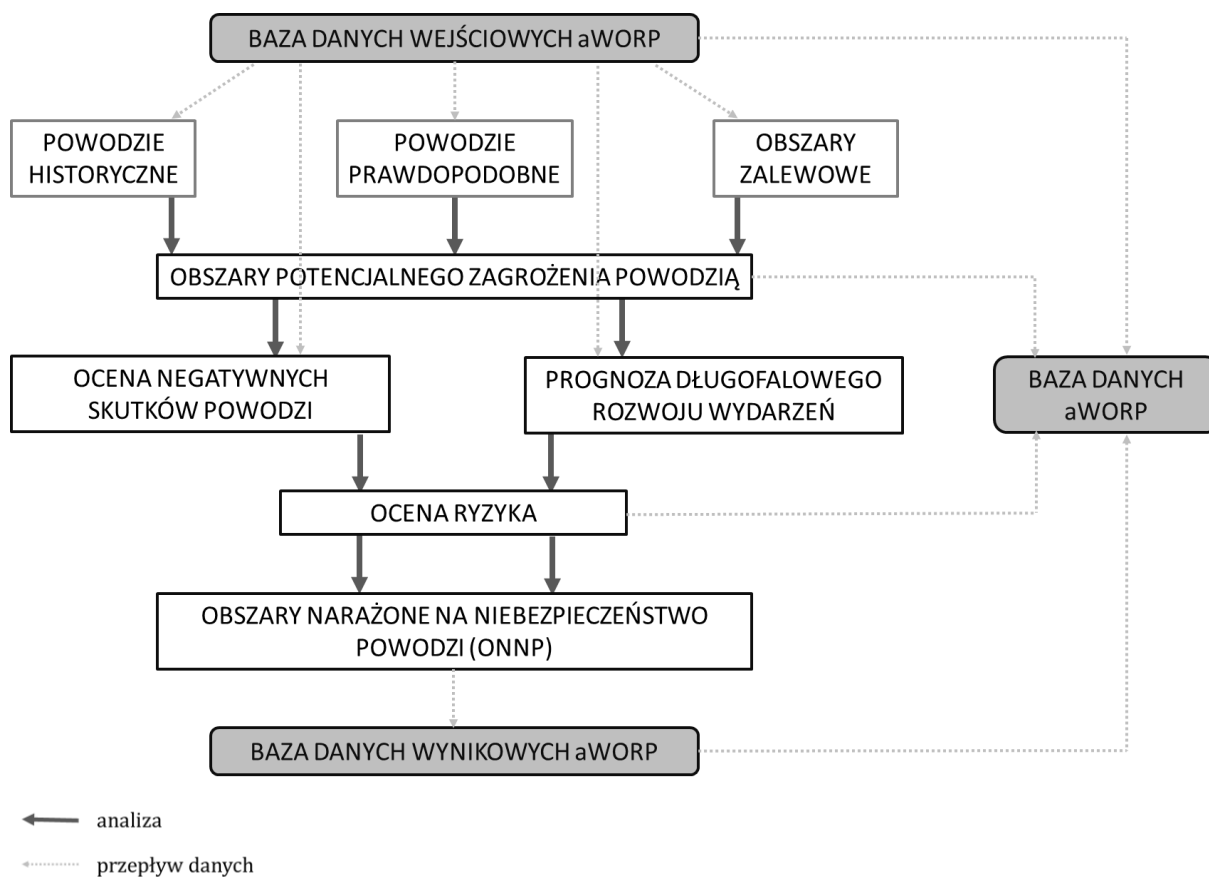 BAZA DANYCH WEJŚCIOWYCH aWORP
POWODZIE
HISTORYCZNE
POWODZIE
PRAWDOPODOBNE
OBSZARY
ZALEWOWE
OBSZARY POTENCJALNEGO ZAGROŻENIA POWODZIĄ
OCENA NEGATYWNYCH
SKUTKÓW POWODZI
PROGNOZA DŁUGOFALOWEGO
ROZWOJU WYDARZEŃ
BAZA DANYCH
aWORP
OCENA RYZYKA
OBSZARY NARAŻONE NA NIEBEZPIECZEŃSTWO
POWODZI (ONNP)
BAZA DANYCH WYNIKOWYCH aWORP
analiza
przepływ danych